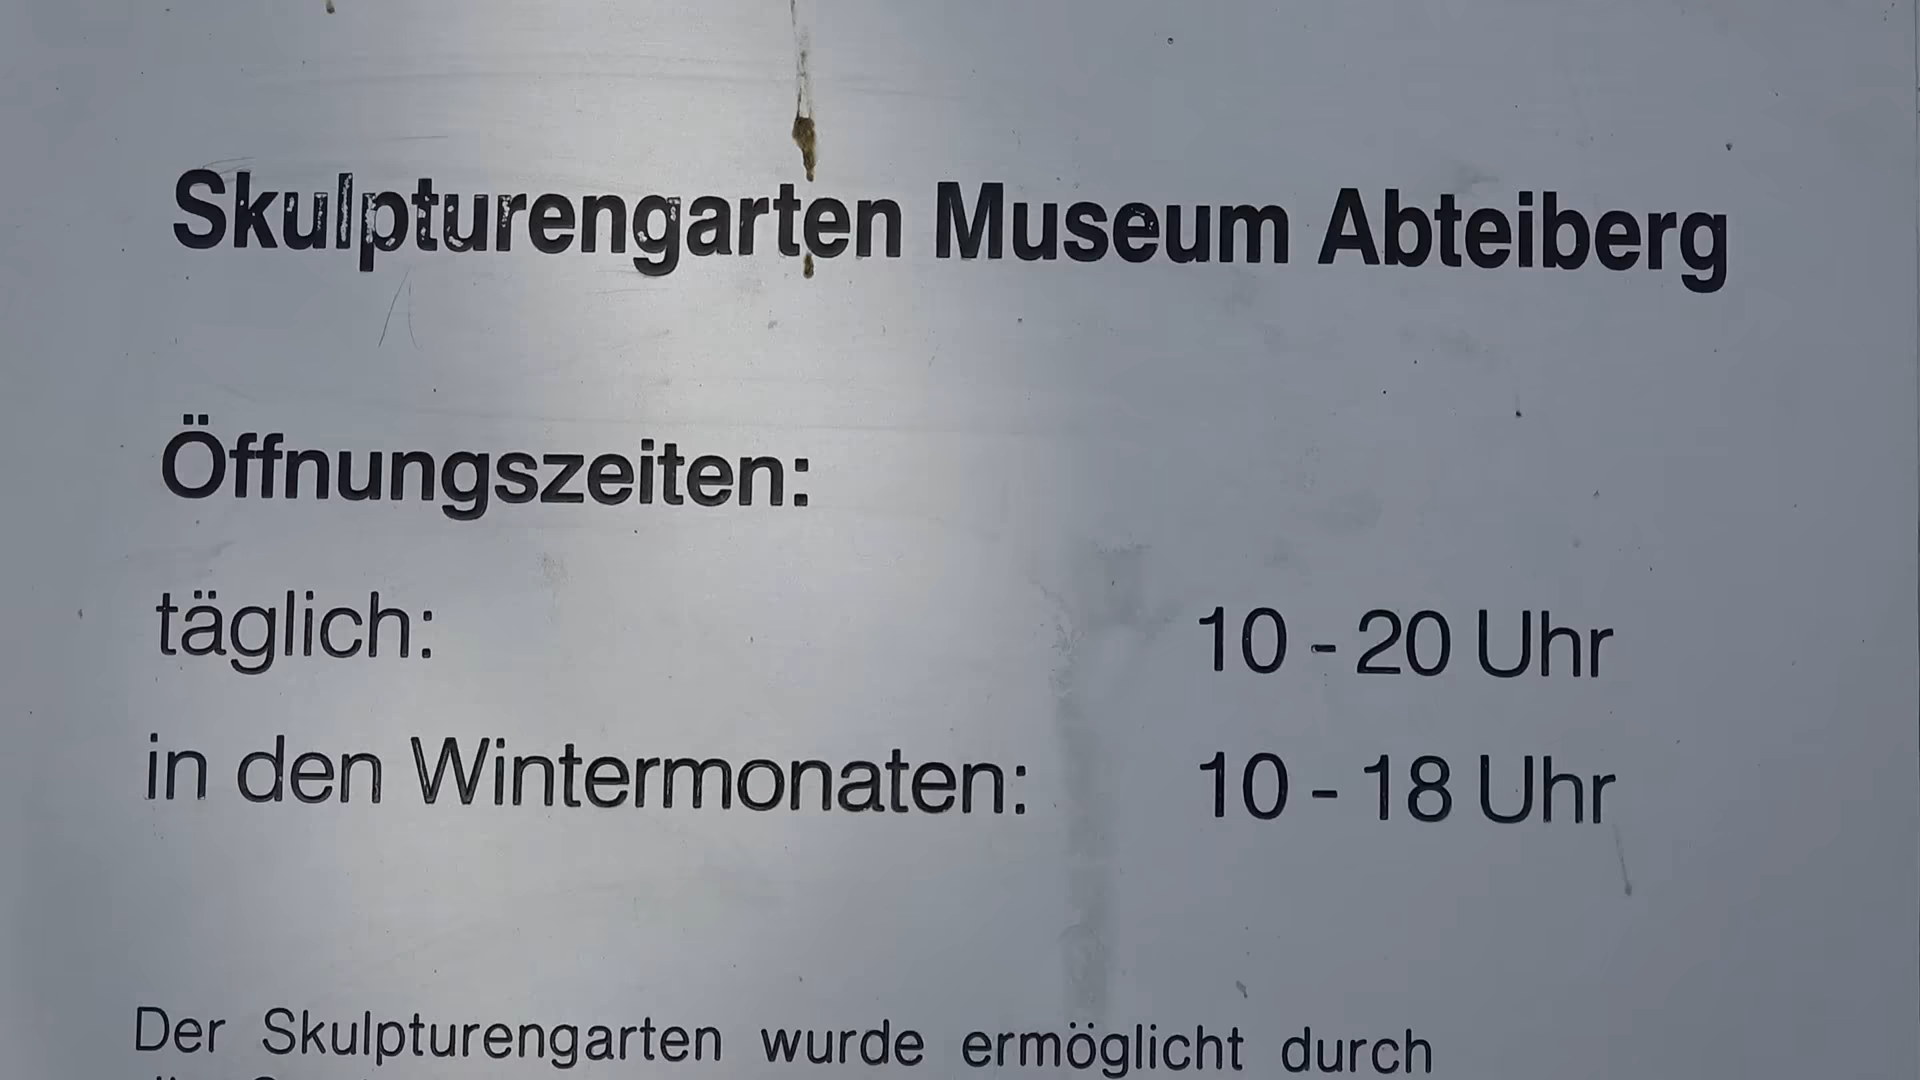 Skulpturengarten Museum Abteiberg
Öffnungszeiten:
täglich: 10 - 20 Uhr
in den Wintermonaten: 10 - 18 Uhr
Der Skulpturengarten wurde ermöglicht durch